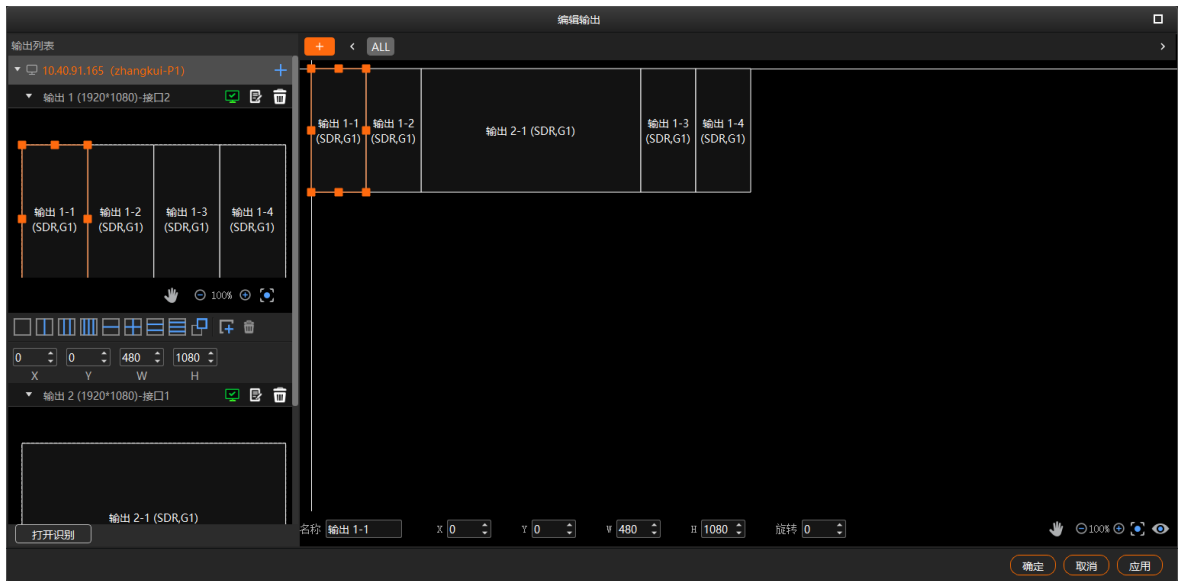 编辑输出
输出列表
+ < ALL >
10.40.91.165 (zhangkui-P1) +
输出 1 (1920*1080)-接口2
输出 1-1
(SDR,G1)
输出 1-2
(SDR,G1)
输出 1-3
(SDR,G1)
输出 1-4
(SDR,G1)
100%
0 0 480 1080
X Y W H
输出 2 (1920*1080)-接口1
输出 2-1 (SDR,G1)
打开识别
输出 1-1
(SDR,G1)
输出 1-2
(SDR,G1)
输出 2-1 (SDR,G1)
输出 1-3
(SDR,G1)
输出 1-4
(SDR,G1)
名称 输出 1-1 X 0 Y 0 W 480 H 1080 旋转 0 100%
确定 取消 应用